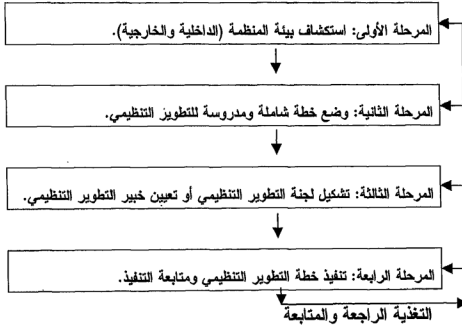 المرحلة الأولى: استكشاف بيئة المنظمة (الداخلية والخارجية).
المرحلة الثانية: وضع خطة شاملة ومدروسة للتطوير التنظيمي.
المرحلة الثالثة: تشكيل لجنة التطوير التنظيمي أو تعيين خبير التطوير التنظيمي.
المرحلة الرابعة: تنفيذ خطة التطوير التنظيمي ومتابعة التنفيذ.
التغذية الراجعة والمتابعة